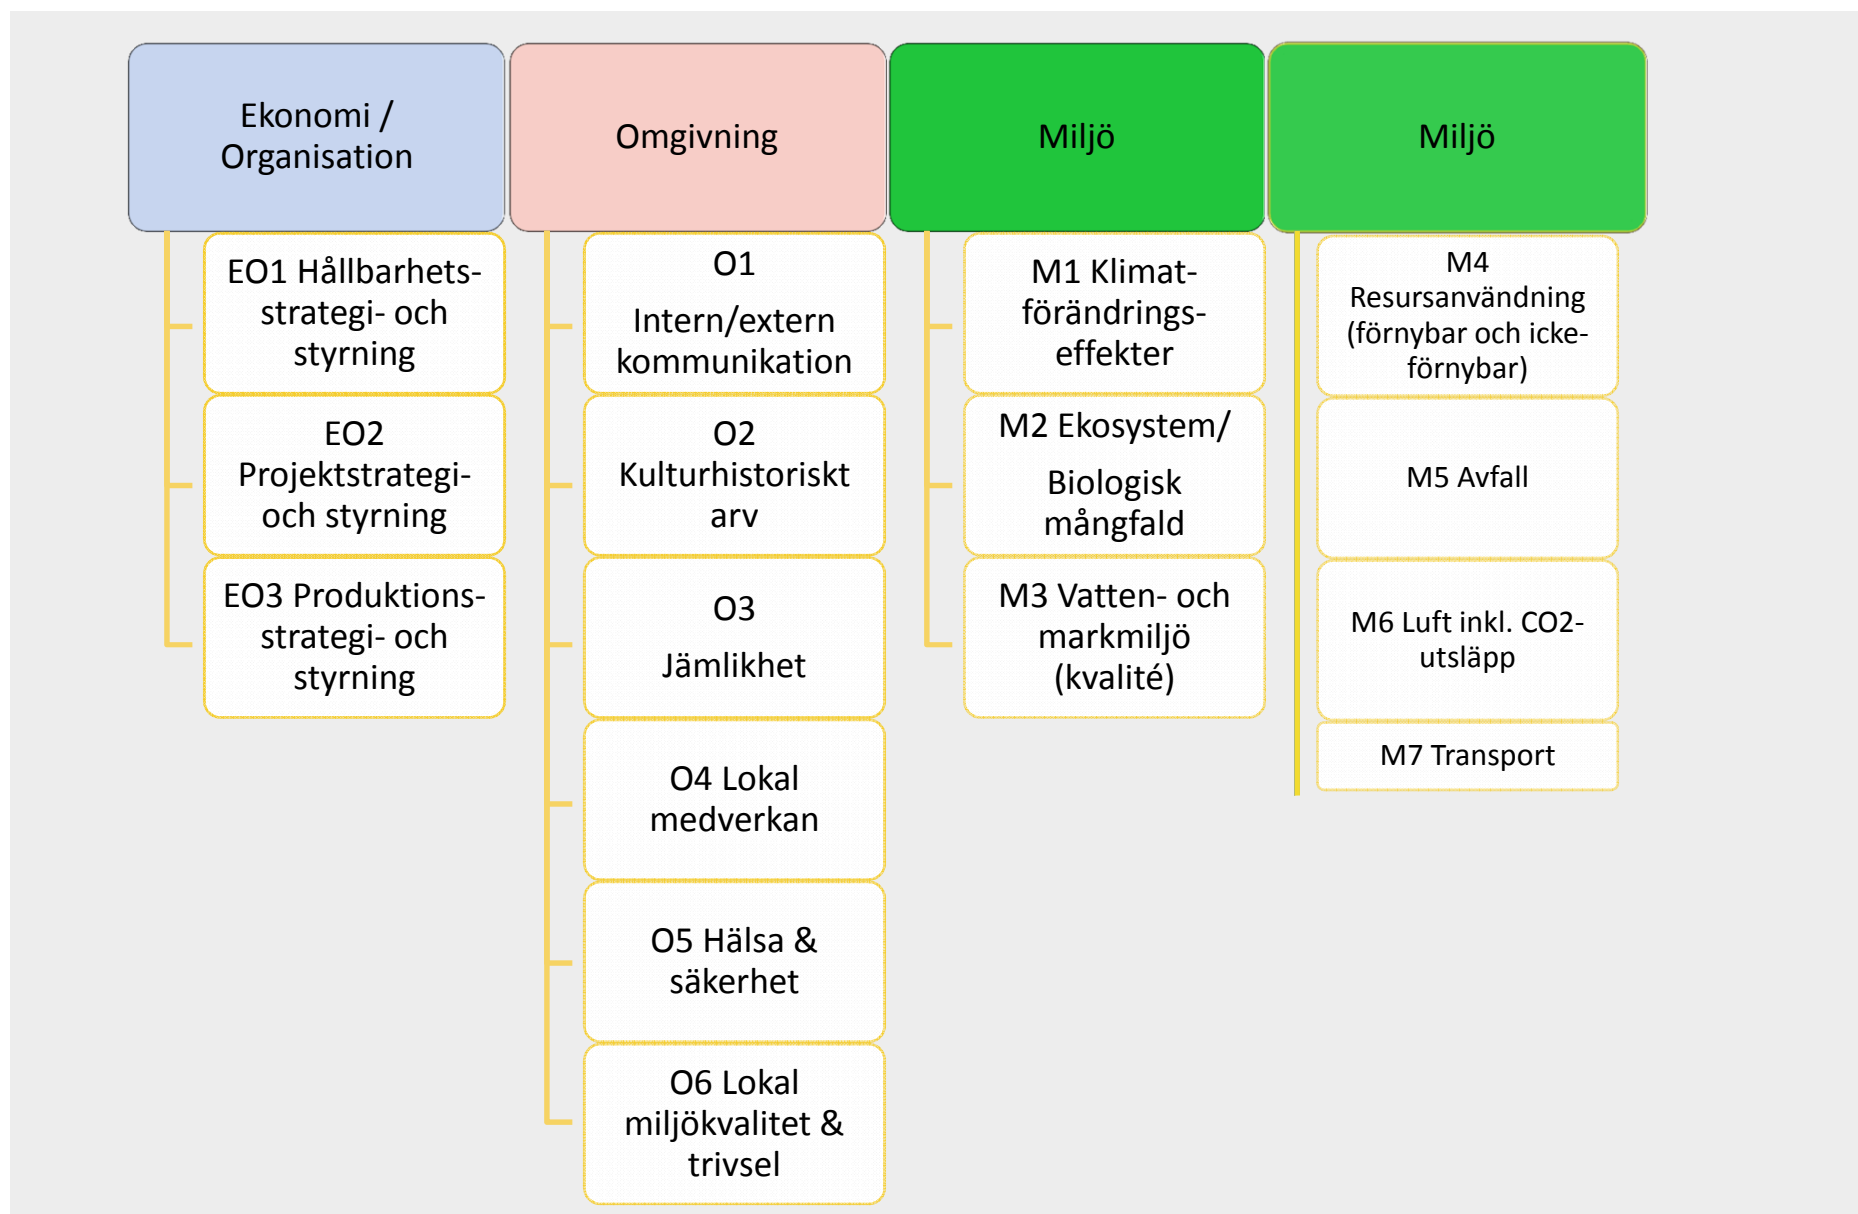 Ekonomi /
Organisation
EO1 Hållbarhets-
strategi- och
styrning
EO2
Projektstrategi-
och styrning
EO3 Produktions-
strategi- och
styrning
Omgivning
O1
Intern/extern
kommunikation
O2
Kulturhistoriskt
arv
O3
Jämlikhet
O4 Lokal
medverkan
O5 Hälsa &
säkerhet
O6 Lokal
miljökvalitet &
trivsel
Miljö
M1 Klimat-
förändrings-
effekter
M2 Ekosystem/
Biologisk
mångfald
M3 Vatten- och
markmiljö
(kvalité)
Miljö
M4
Resursanvändning
(förnybar och icke-
förnybar)
M5 Avfall
M6 Luft inkl. CO2-
utsläpp
M7 Transport